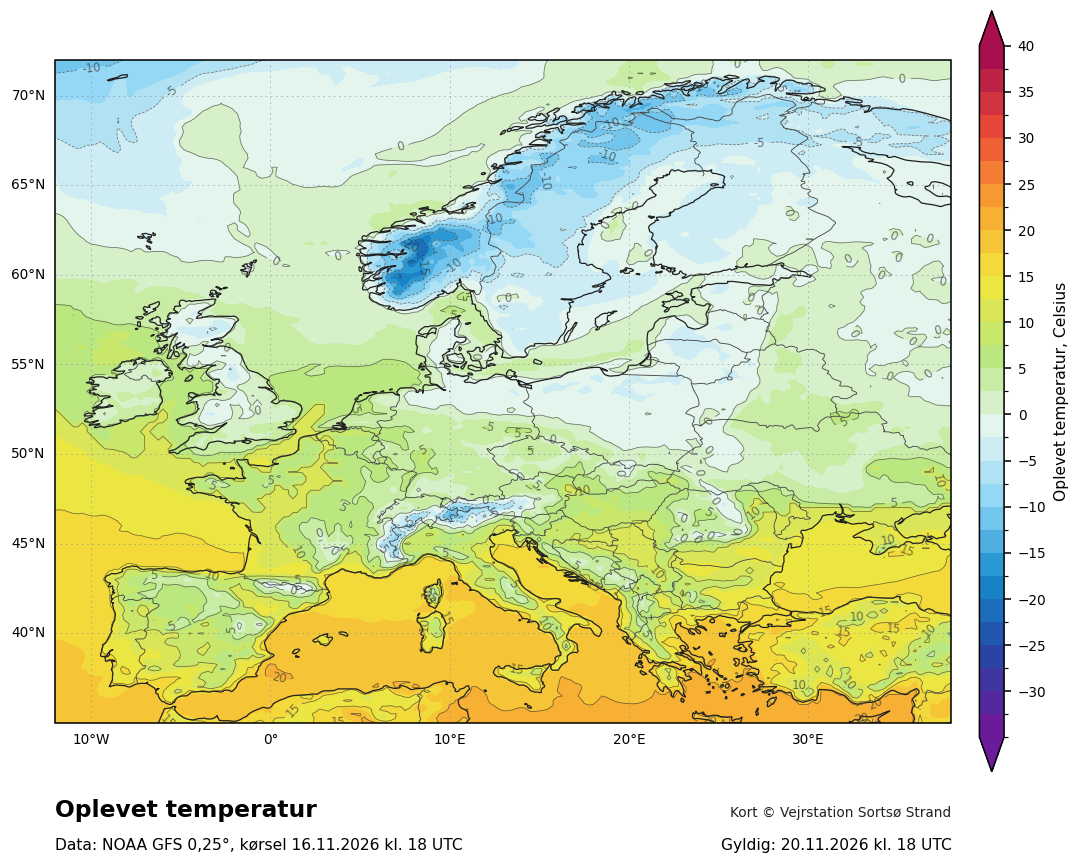 40
35
30
25
20
15
10
5
0
−5
−10
−15
−20
−25
−30
Oplevet temperatur, Celsius
70°N
65°N
60°N
55°N
50°N
45°N
40°N
10°W
0°
10°E
20°E
30°E
Oplevet temperatur
Kort © Vejrstation Sortsø Strand
Data: NOAA GFS 0,25°, kørsel 16.11.2026 kl. 18 UTC
Gyldig: 20.11.2026 kl. 18 UTC